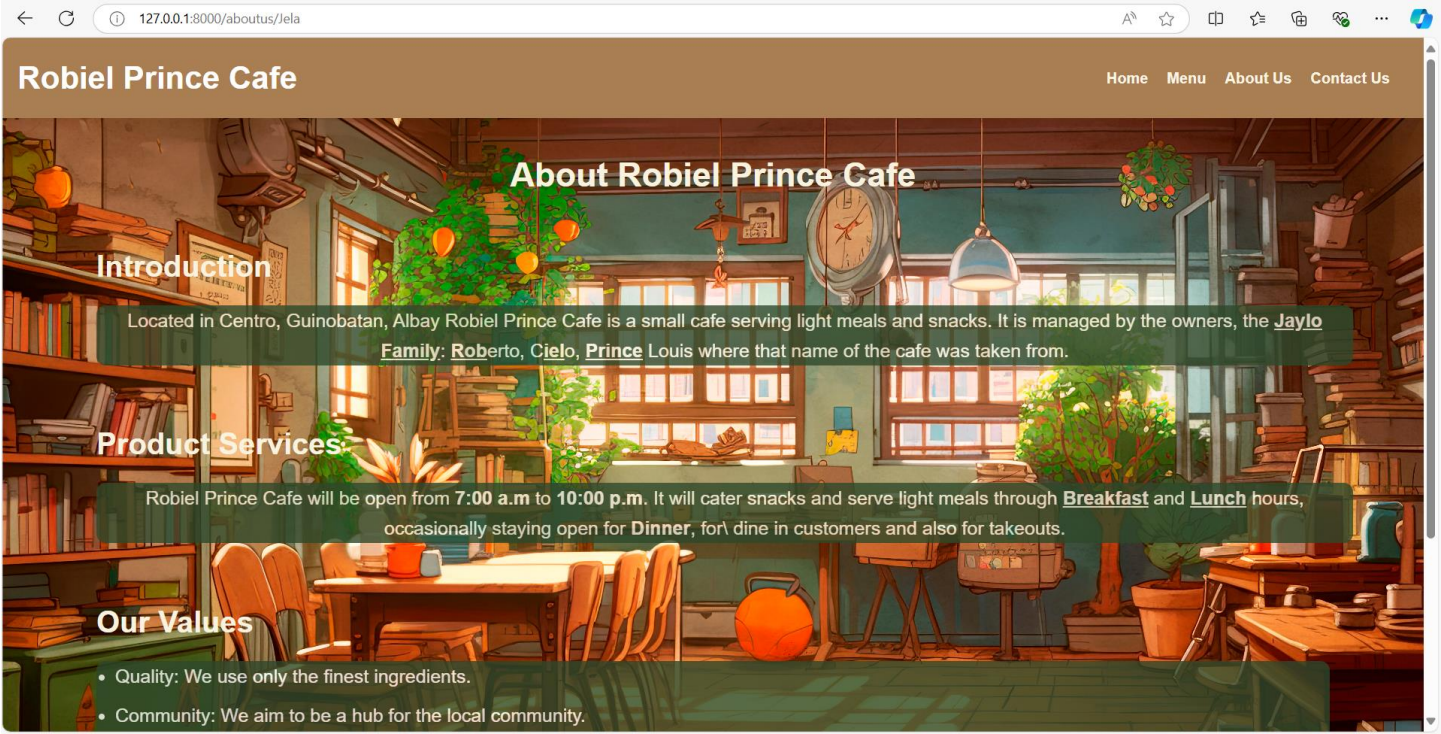 127.0.0.1:8000/aboutus/Jela
Robiel Prince Cafe
Home Menu About Us Contact Us
About Robiel Prince Cafe
Introduction
Located in Centro, Guinobatan, Albay Robiel Prince Cafe is a small cafe serving light meals and snacks. It is managed by the owners, the Jaylo
Family: Roberto, Cielo, Prince Louis where that name of the cafe was taken from.
Product Services
Robiel Prince Cafe will be open from 7:00 a.m to 10:00 p.m. It will cater snacks and serve light meals through Breakfast and Lunch hours,
occasionally staying open for Dinner, for\ dine in customers and also for takeouts.
Our Values
• Quality: We use only the finest ingredients.
• Community: We aim to be a hub for the local community.